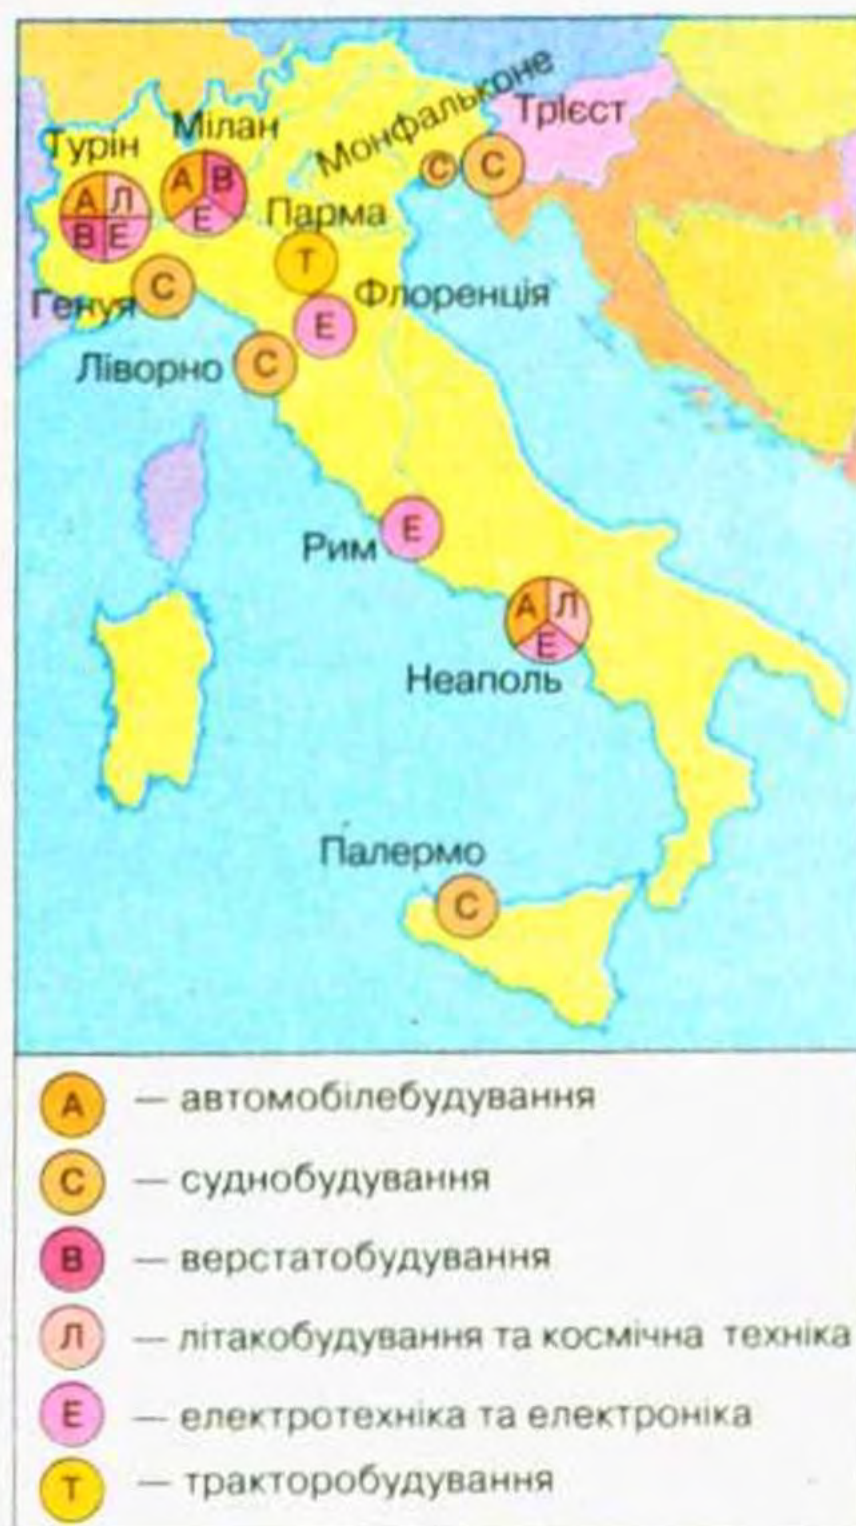 Монфальконе
Трієст
Мілан
Турін
А В Е
А Л В Е
С С
Парма
Т
Генуя С
Флоренція
Е
Ліворно С
Рим Е
А Л Е
Неаполь
Палермо
С
А — автомобілебудування
С — суднобудування
В — верстатобудування
Л — літакобудування та космічна техніка
Е — електротехніка та електроніка
Т — тракторобудування